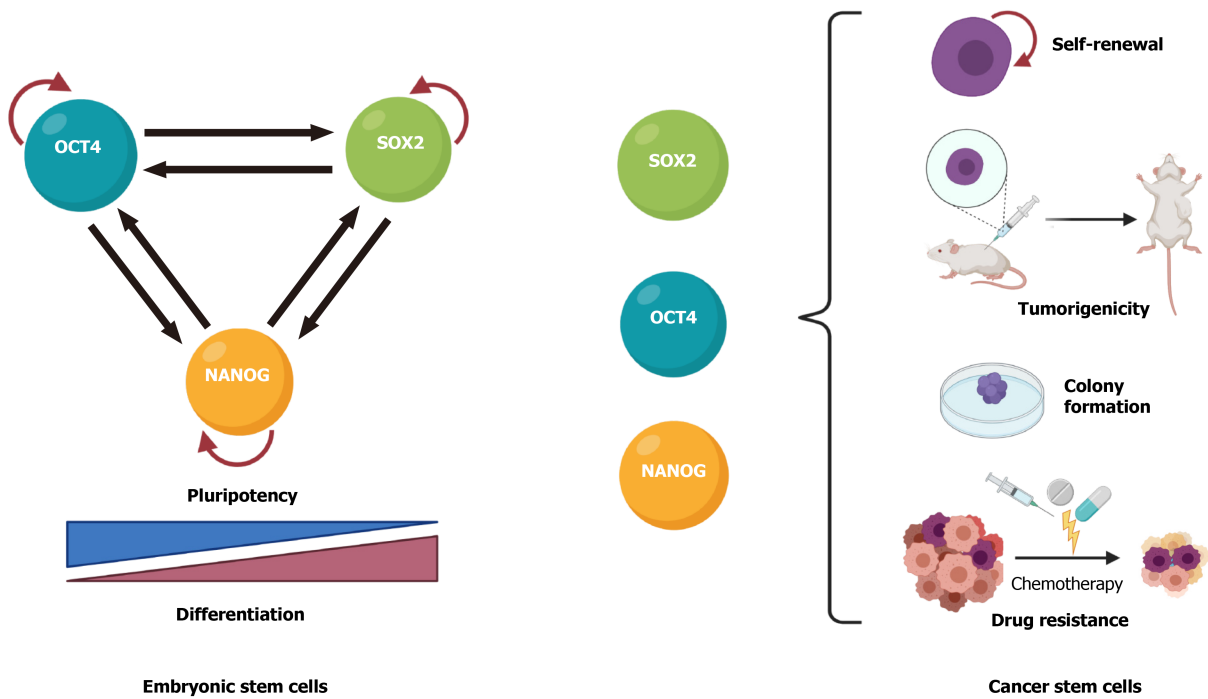 OCT4
SOX2
NANOG
Pluripotency
Differentiation
Embryonic stem cells
SOX2
OCT4
NANOG
Self-renewal
Tumorigenicity
Colony
formation
Chemotherapy
Drug resistance
Cancer stem cells